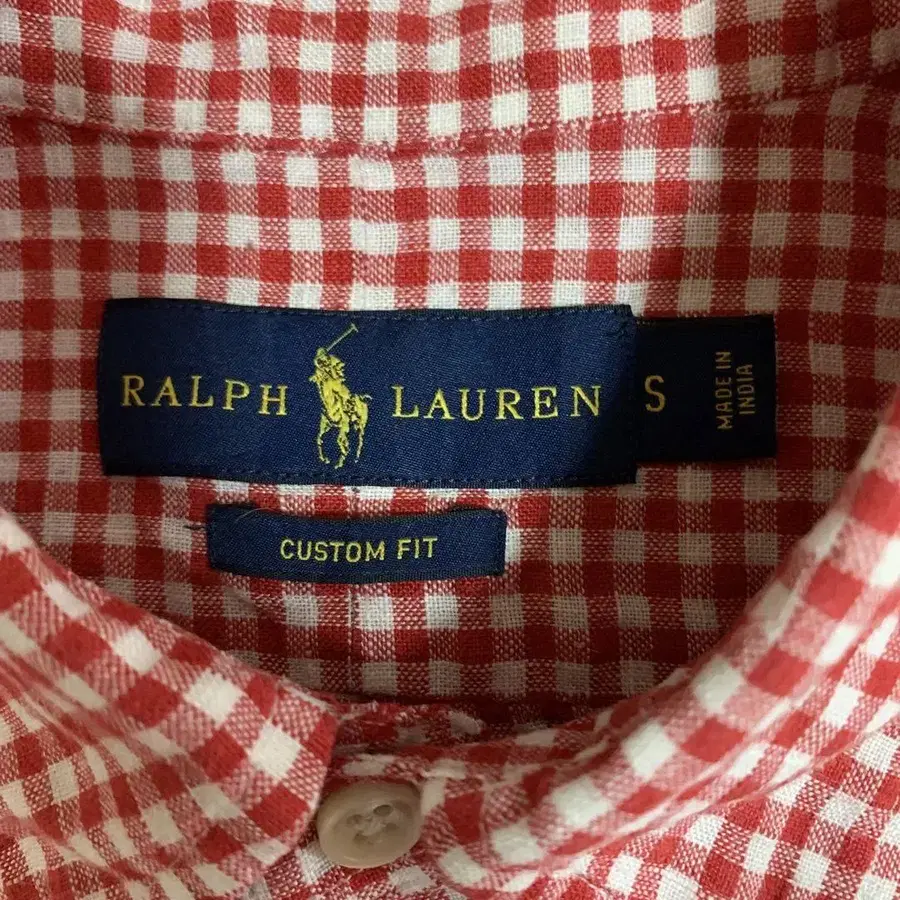 RALPH LAUREN S
MADE IN
INDIA
CUSTOM FIT